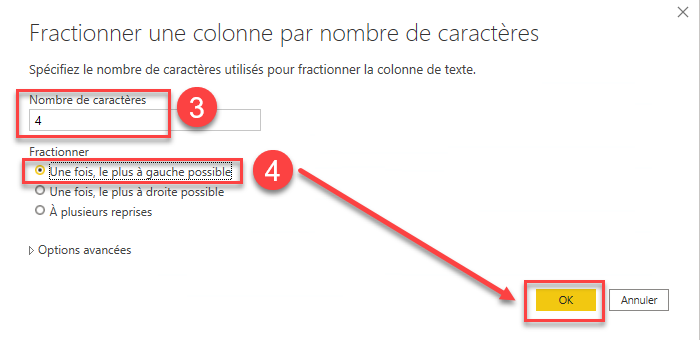 Fractionner une colonne par nombre de caractères
Spécifiez le nombre de caractères utilisés pour fractionner la colonne de texte.
Nombre de caractères
3
4
Fractionner
Une fois, le plus à gauche possible
4
Une fois, le plus à droite possible
À plusieurs reprises
Options avancées
OK
Annuler